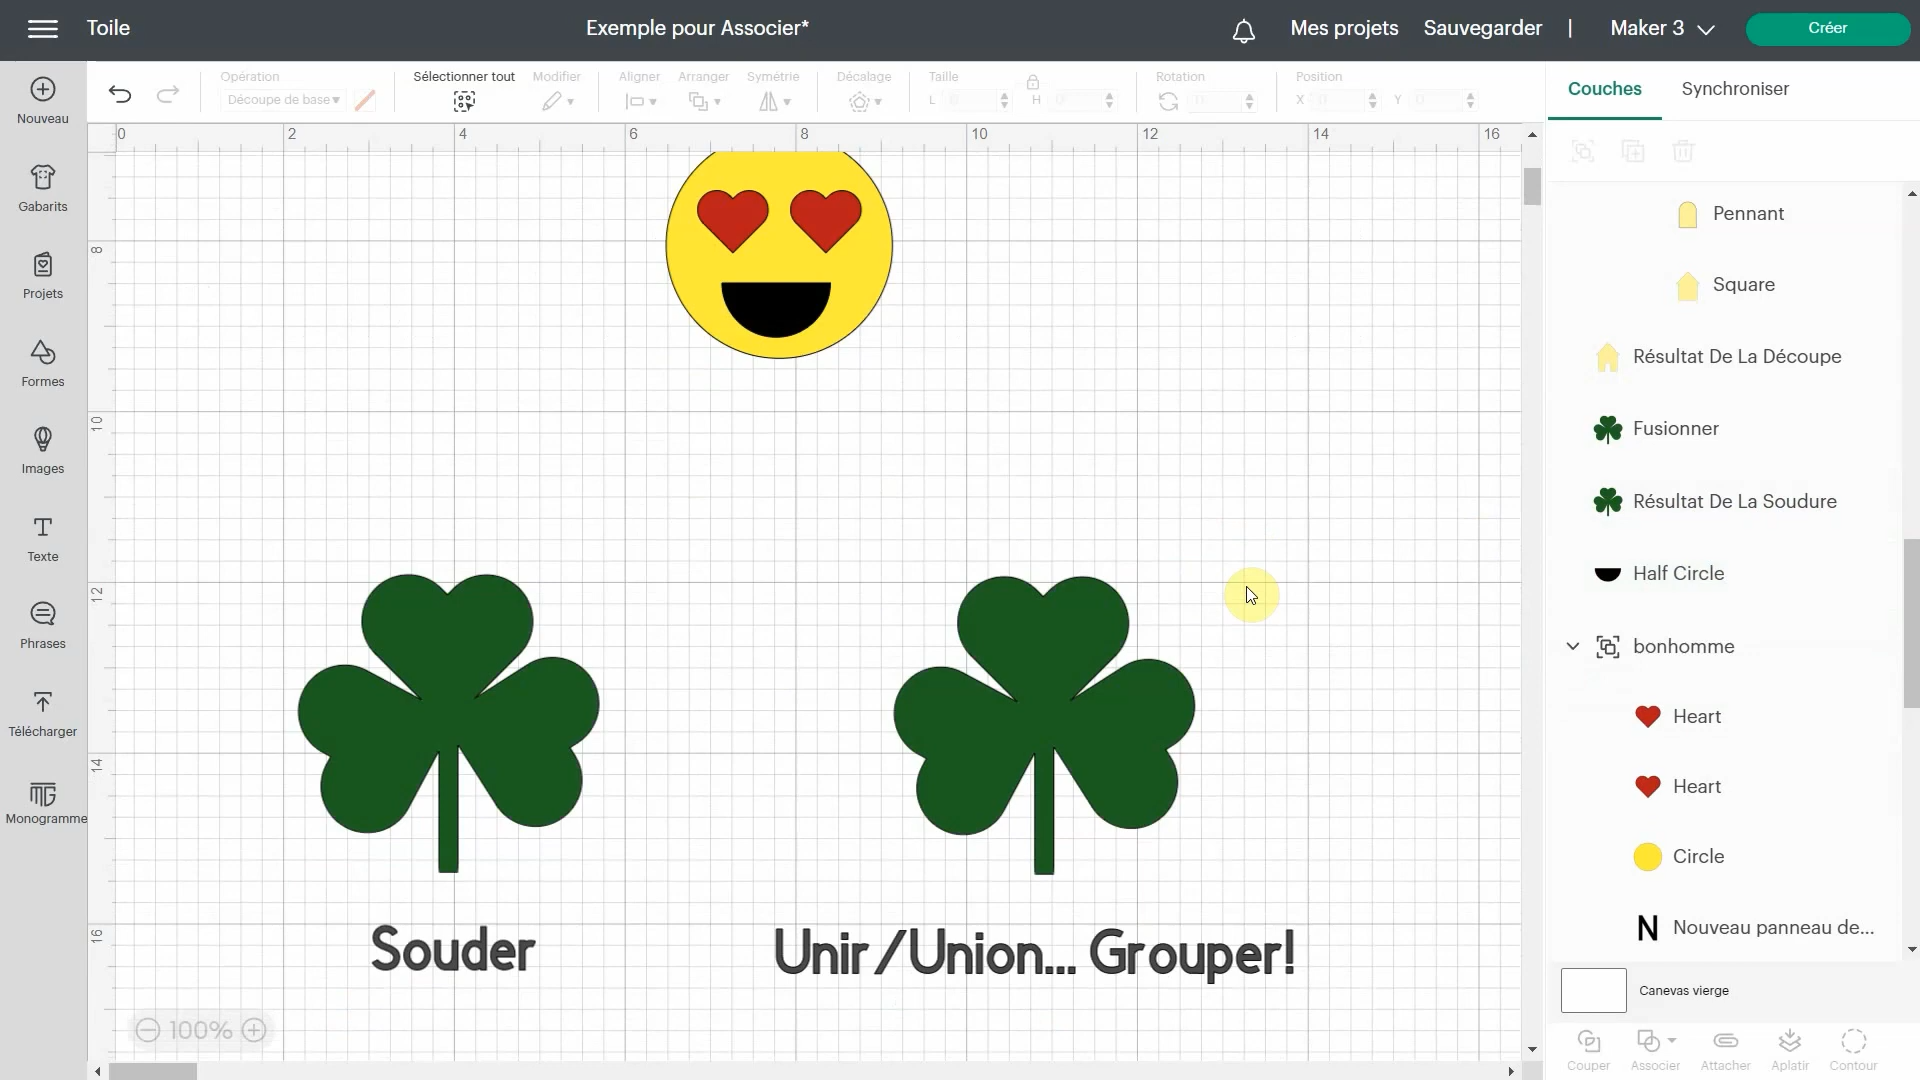 Toile
Exemple pour Associer*
Mes projets
Sauvegarder
|
Maker 3
Créer
Nouveau
Gabarits
Projets
Formes
Images
Texte
Phrases
Télécharger
Monogramme
Opération
Découpe de base
Sélectionner tout
Modifier
Aligner
Arranger
Symétrie
Décalage
Taille
L
H
Rotation
Position
X
Y
0 2 4 6 8 10 12 14 16
8
10
12
14
16
Souder
Unir/Union... Grouper!
100%
Couches
Synchroniser
Pennant
Square
Résultat De La Découpe
Fusionner
Résultat De La Soudure
Half Circle
bonhomme
Heart
Heart
Circle
N Nouveau panneau de...
Canevas vierge
Couper
Associer
Attacher
Aplatir
Contour